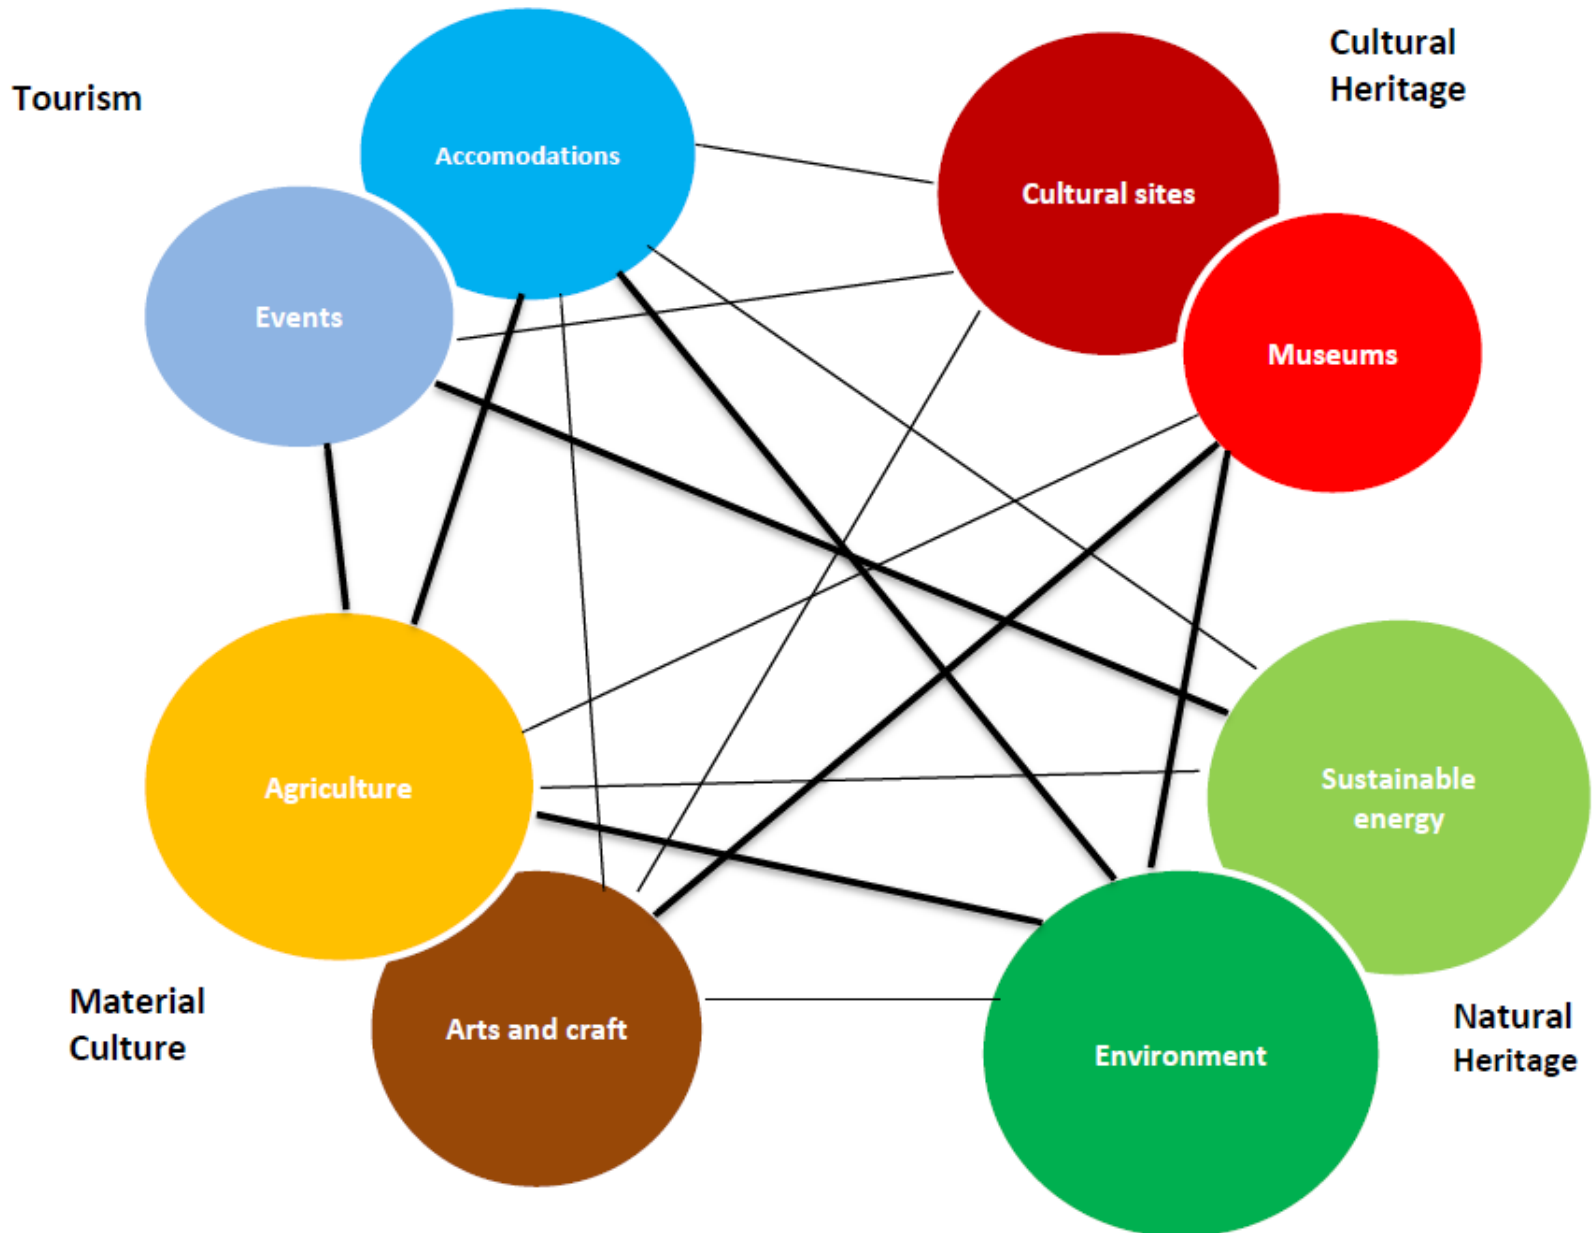 Tourism
Accomodations
Events
Cultural
Heritage
Cultural sites
Museums
Agriculture
Arts and craft
Material
Culture
Sustainable
energy
Environment
Natural
Heritage